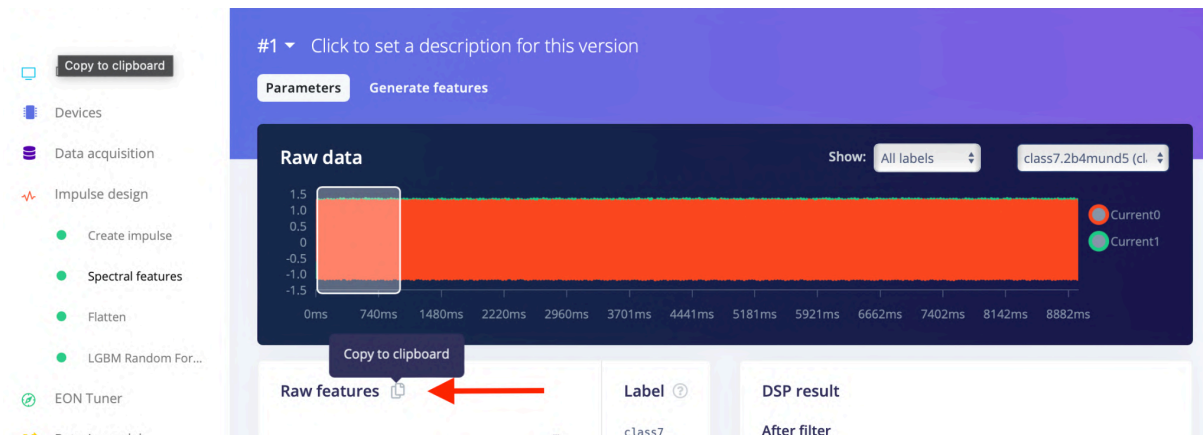 #1 Click to set a description for this version
Copy to clipboard
Parameters Generate features
Devices
Data acquisition
Impulse design
Create impulse
Spectral features
Flatten
LGBM Random For...
EON Tuner
Raw data
Show: All labels class7.2b4mund5 (cl
1.5
1.0
0.5
0
-0.5
-1.0
-1.5
Current0
Current1
0ms 740ms 1480ms 2220ms 2960ms 3701ms 4441ms 5181ms 5921ms 6662ms 7402ms 8142ms 8882ms
Copy to clipboard
Raw features
Label
class7
DSP result
After filter